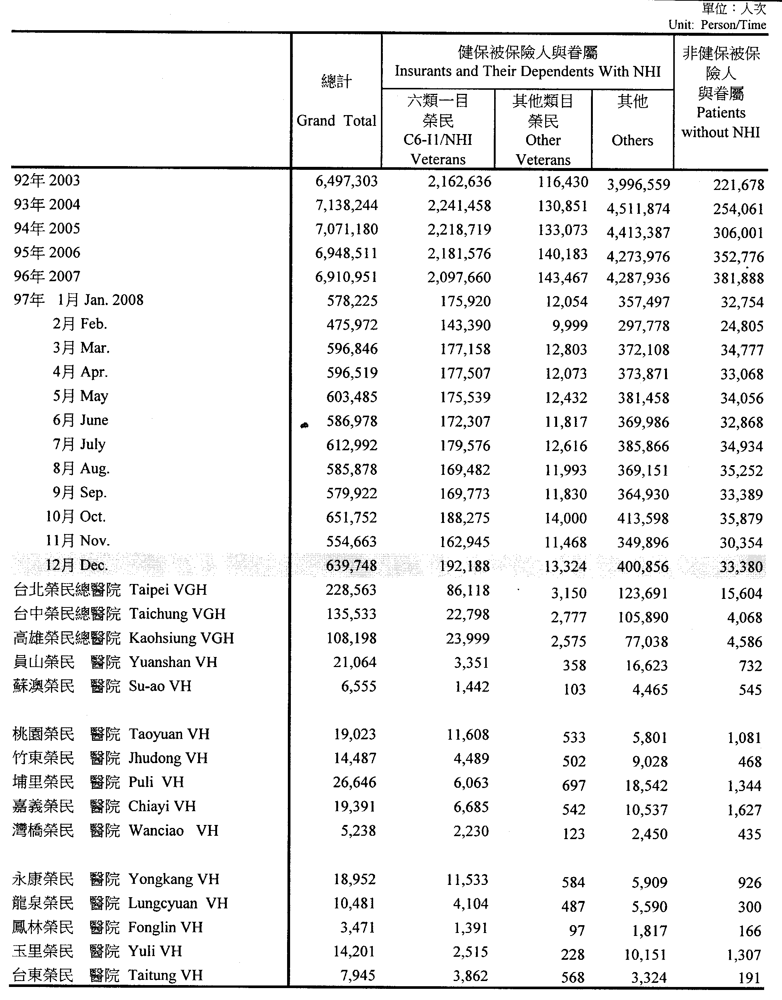 單位：人次
Unit: Person/Time
總計
Grand Total
健保被保險人與眷屬
Insurants and Their Dependents With NHI
六類一目
榮民
C6-I1/NHI
Veterans
其他類目
榮民
Other
Veterans
其他
Others
非健保被保
險人
與眷屬
Patients
without NHI
92年 2003 6,497,303 2,162,636 116,430 3,996,559 221,678
93年 2004 7,138,244 2,241,458 130,851 4,511,874 254,061
94年 2005 7,071,180 2,218,719 133,073 4,413,387 306,001
95年 2006 6,948,511 2,181,576 140,183 4,273,976 352,776
96年 2007 6,910,951 2,097,660 143,467 4,287,936 381,888
97年 1月 Jan. 2008 578,225 175,920 12,054 357,497 32,754
2月 Feb. 475,972 143,390 9,999 297,778 24,805
3月 Mar. 596,846 177,158 12,803 372,108 34,777
4月 Apr. 596,519 177,507 12,073 373,871 33,068
5月 May 603,485 175,539 12,432 381,458 34,056
6月 June 586,978 172,307 11,817 369,986 32,868
7月 July 612,992 179,576 12,616 385,866 34,934
8月 Aug. 585,878 169,482 11,993 369,151 35,252
9月 Sep. 579,922 169,773 11,830 364,930 33,389
10月 Oct. 651,752 188,275 14,000 413,598 35,879
11月 Nov. 554,663 162,945 11,468 349,896 30,354
12月 Dec. 639,748 192,188 13,324 400,856 33,380
台北榮民總醫院 Taipei VGH 228,563 86,118 3,150 123,691 15,604
台中榮民總醫院 Taichung VGH 135,533 22,798 2,777 105,890 4,068
高雄榮民總醫院 Kaohsiung VGH 108,198 23,999 2,575 77,038 4,586
員山榮民 醫院 Yuanshan VH 21,064 3,351 358 16,623 732
蘇澳榮民 醫院 Su-ao VH 6,555 1,442 103 4,465 545
桃園榮民 醫院 Taoyuan VH 19,023 11,608 533 5,801 1,081
竹東榮民 醫院 Jhudong VH 14,487 4,489 502 9,028 468
埔里榮民 醫院 Puli VH 26,646 6,063 697 18,542 1,344
嘉義榮民 醫院 Chiayi VH 19,391 6,685 542 10,537 1,627
灣橋榮民 醫院 Wanciao VH 5,238 2,230 123 2,450 435
永康榮民 醫院 Yongkang VH 18,952 11,533 584 5,909 926
龍泉榮民 醫院 Lungcyuan VH 10,481 4,104 487 5,590 300
鳳林榮民 醫院 Fonglin VH 3,471 1,391 97 1,817 166
玉里榮民 醫院 Yuli VH 14,201 2,515 228 10,151 1,307
台東榮民 醫院 Taitung VH 7,945 3,862 568 3,324 191